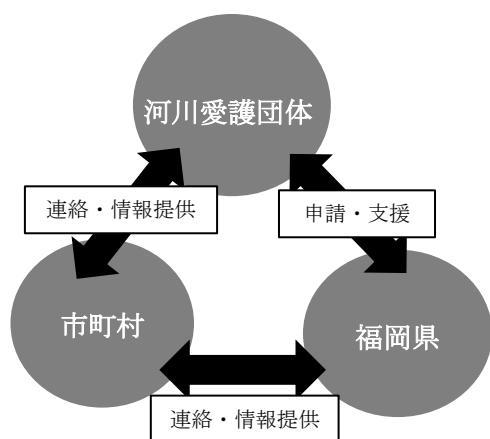 河川愛護団体
連絡・情報提供
申請・支援
市町村
福岡県
連絡・情報提供